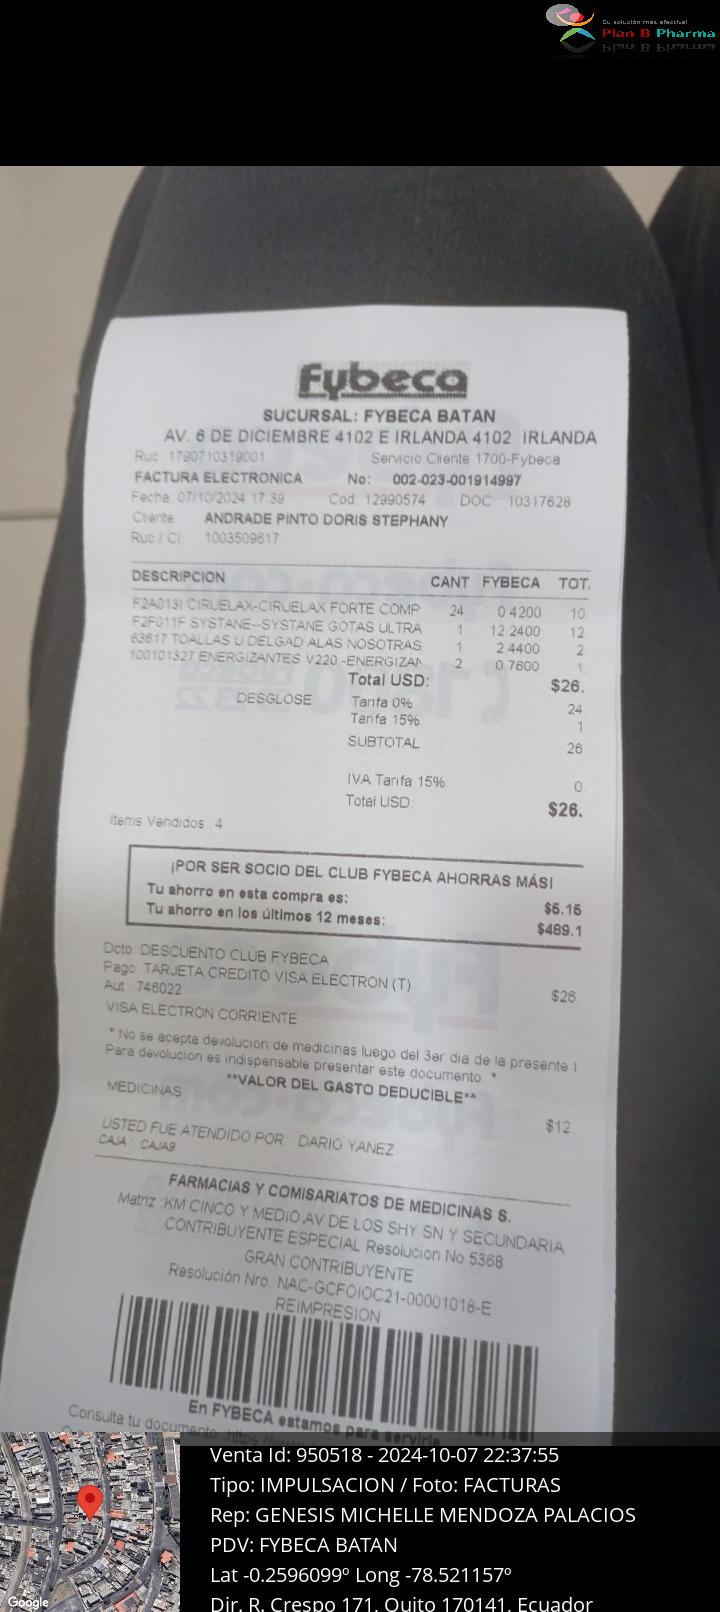 Su solución más efectiva!
Plan B Pharma
Fybeca
SUCURSAL: FYBECA BATAN
AV. 6 DE DICIEMBRE 4102 E IRLANDA 4102 IRLANDA
Ruc: 1790710319001 Servicio Cliente 1700-Fybeca
FACTURA ELECTRONICA No: 002-023-001914997
Fecha: 07/10/2024 17:39 Cod: 12990574 DOC: 10317628
Cliente: ANDRADE PINTO DORIS STEPHANY
Ruc / CI: 1003509617
DESCRIPCION CANT FYBECA TOT.
F2A013I CIRUELAX-CIRUELAX FORTE COMP 24 0.4200 10
F2F011F SYSTANE--SYSTANE GOTAS ULTRA 1 12.2400 12
63617 TOALLAS U DELGAD ALAS NOSOTRAS 1 2.4400 2
100101327 ENERGIZANTES V220 -ENERGIZAN 2 0.7600 1
Total USD: $26.
DESGLOSE Tarifa 0% 24
Tarifa 15% 1
SUBTOTAL 26
IVA Tarifa 15% 0.
Total USD: $26.
Items Vendidos : 4
¡POR SER SOCIO DEL CLUB FYBECA AHORRAS MÁS!
Tu ahorro en esta compra es: $5.15
Tu ahorro en los últimos 12 meses: $489.1
Dcto: DESCUENTO CLUB FYBECA
Pago: TARJETA CREDITO VISA ELECTRON (T) $26
Aut.: 746022
VISA ELECTRON CORRIENTE
* No se acepta devolucion de medicinas luego del 3er dia de la presente
Para devolucion es indispensable presentar este documento. *
**VALOR DEL GASTO DEDUCIBLE**
MEDICINAS $12
USTED FUE ATENDIDO POR: DARIO YANEZ
CAJA : CAJA9
FARMACIAS Y COMISARIATOS DE MEDICINAS S.
Matriz :KM CINCO Y MEDIO,AV DE LOS SHY SN Y SECUNDARIA
CONTRIBUYENTE ESPECIAL Resolucion No 5368
GRAN CONTRIBUYENTE
Resolución Nro. NAC-GCFOIOC21-00001018-E
REIMPRESION
En FYBECA estamos para servirle
Consulta tu documento :https://
Venta Id: 950518 - 2024-10-07 22:37:55
Tipo: IMPULSACION / Foto: FACTURAS
Rep: GENESIS MICHELLE MENDOZA PALACIOS
PDV: FYBECA BATAN
Lat -0.2596099º Long -78.521157º
Dir. R. Crespo 171, Quito 170141, Ecuador
Google